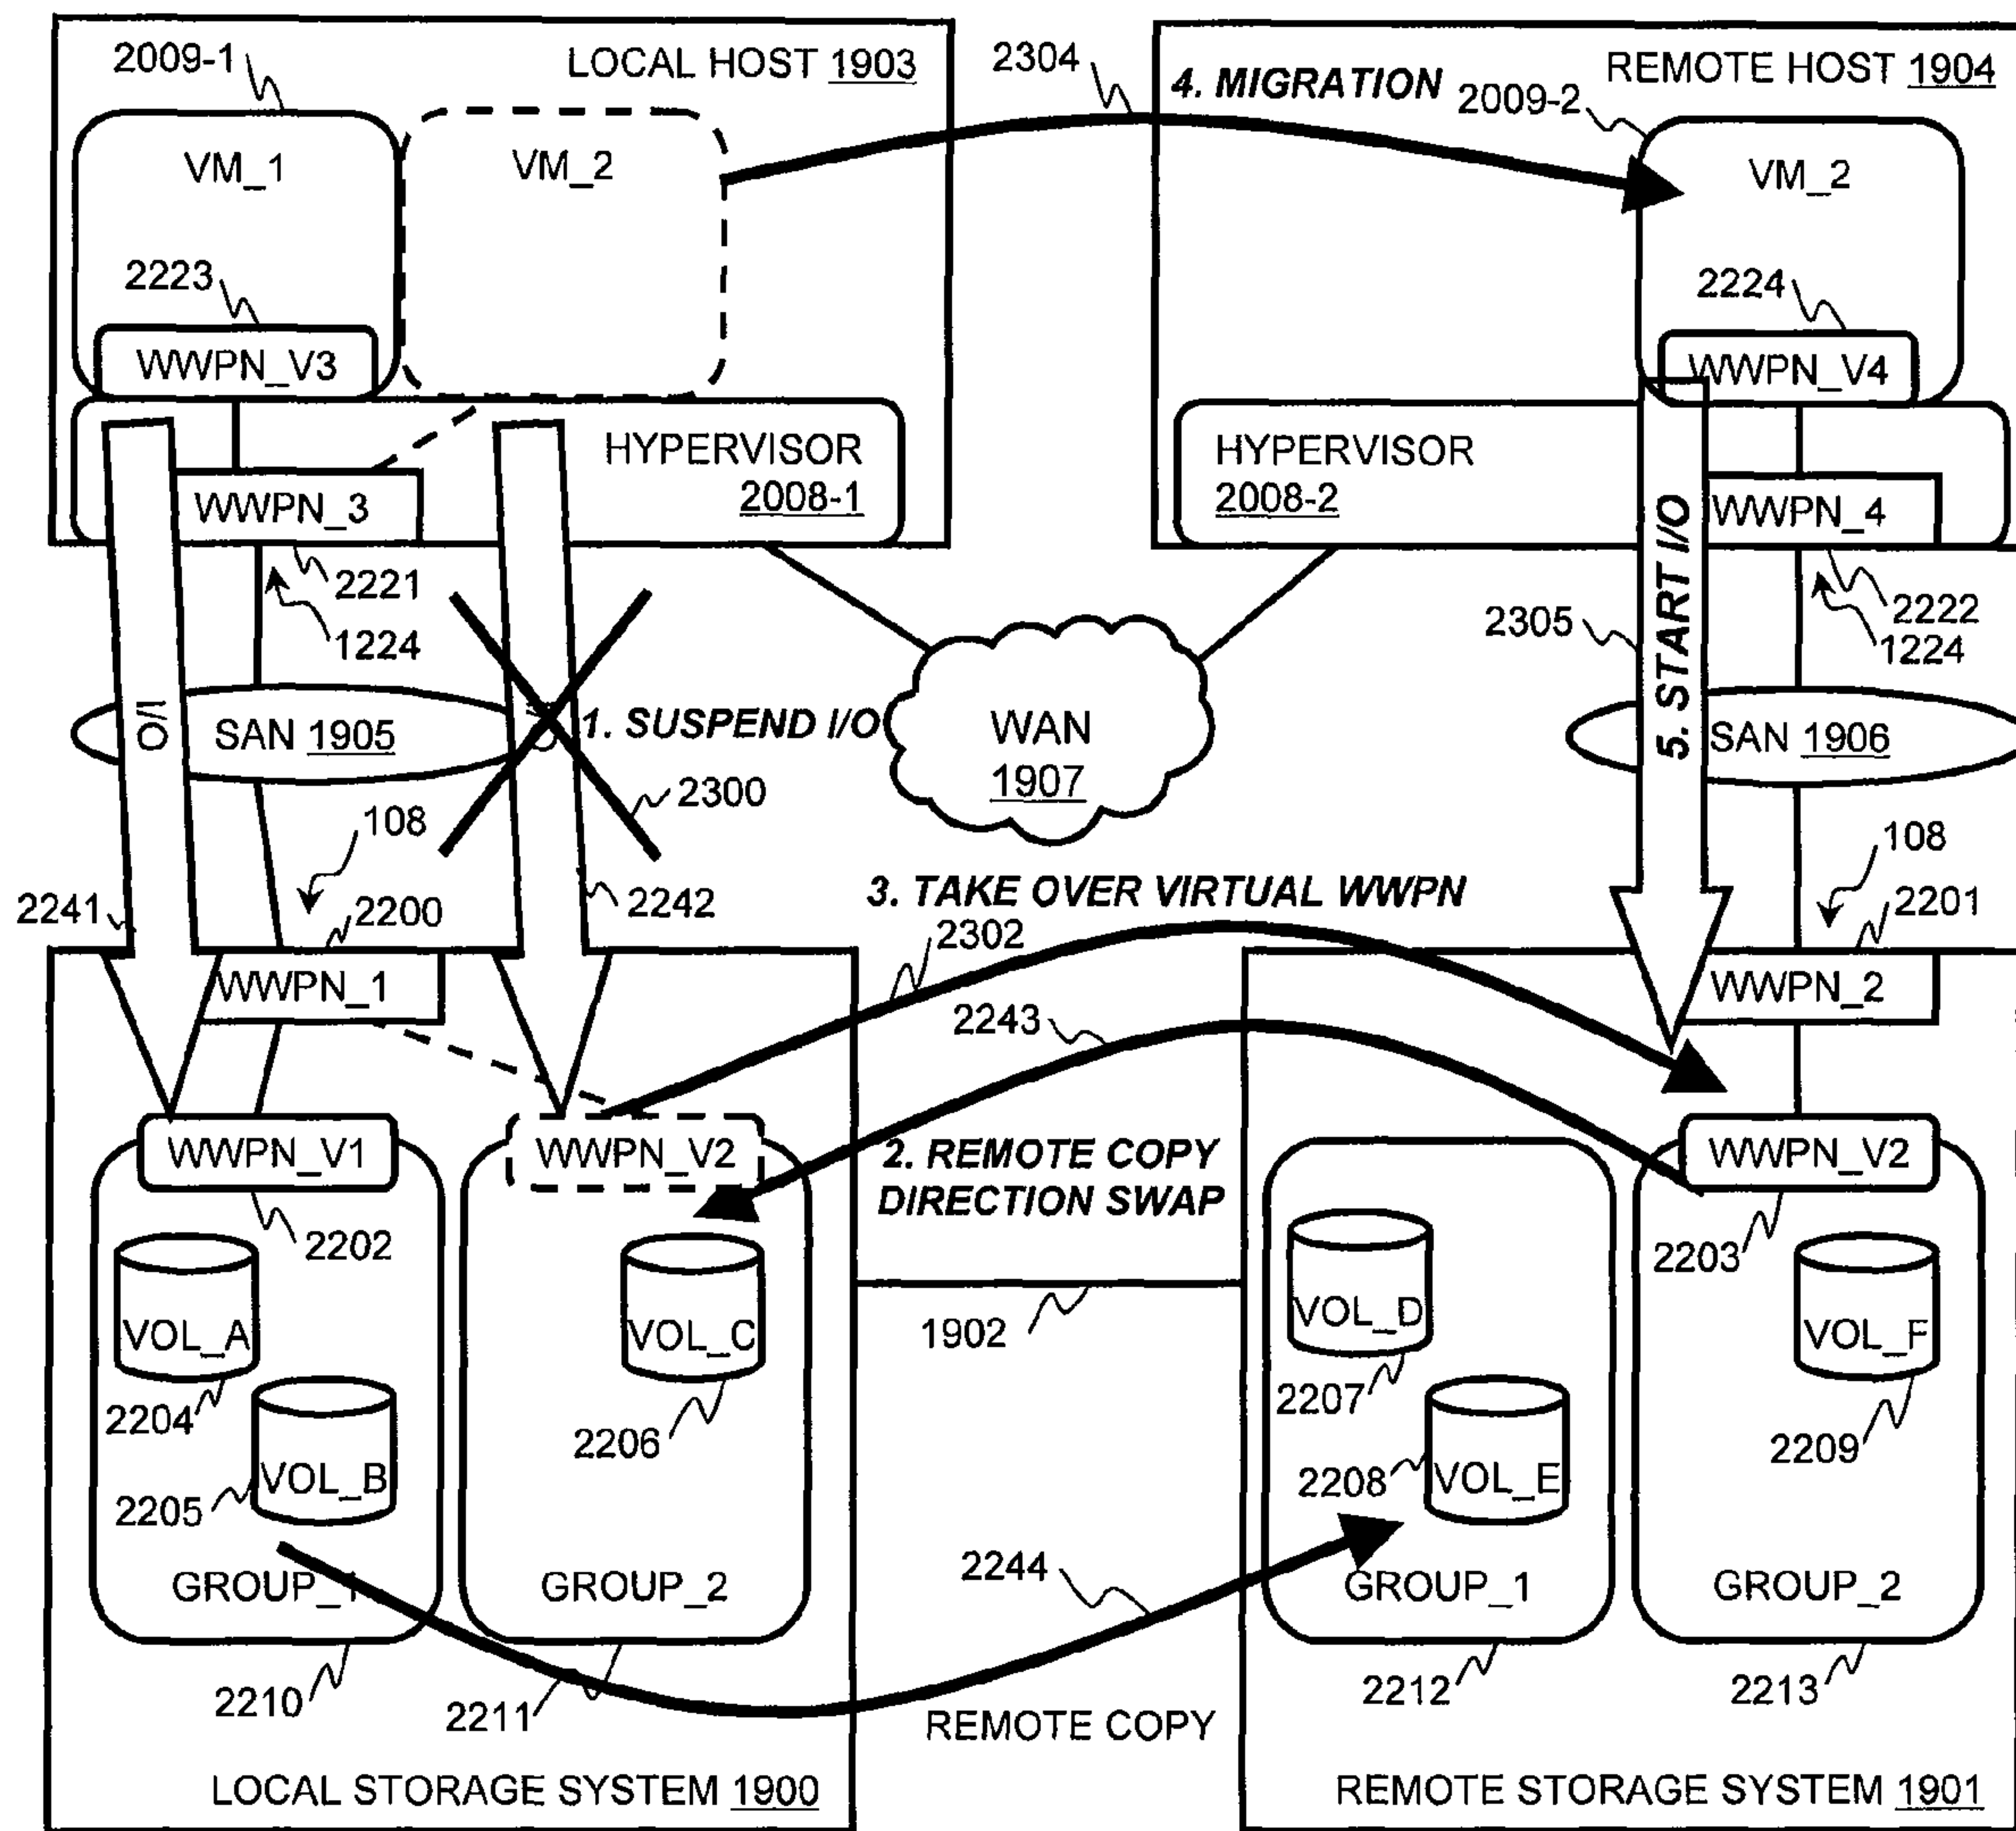 LOCAL HOST 1903
REMOTE HOST 1904
2009-1
2304
4. MIGRATION
2009-2
VM_1
VM_2
VM_2
2223
2224
WWPN_V3
WWPN_V4
HYPERVISOR
2008-1
HYPERVISOR
2008-2
WWPN_3
WWPN_4
2221
1224
2222
1224
2305
5. START I/O
I/O
SAN 1905
1. SUSPEND I/O
2300
WAN
1907
SAN 1906
108
108
2241
2200
2242
3. TAKE OVER VIRTUAL WWPN
2302
2201
WWPN_1
WWPN_2
2243
WWPN_V1
WWPN_V2
2. REMOTE COPY
DIRECTION SWAP
WWPN_V2
2202
2203
VOL_A
VOL_C
VOL_D
VOL_F
1902
2204
2206
2207
2209
VOL_B
2205
VOL_E
2208
GROUP_1
GROUP_2
2244
GROUP_1
GROUP_2
2210
2211
2212
2213
REMOTE COPY
LOCAL STORAGE SYSTEM 1900
REMOTE STORAGE SYSTEM 1901